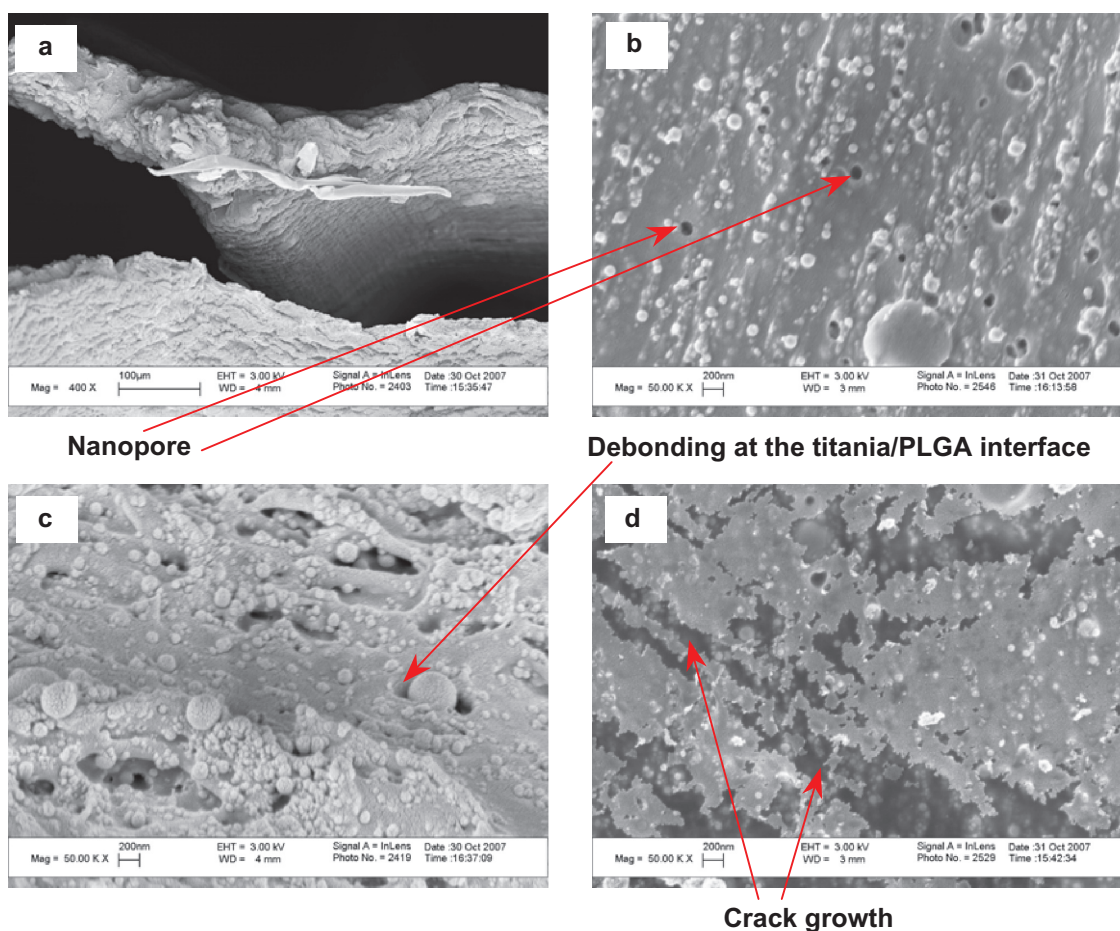 a
Mag = 400 X
100µm
EHT = 3.00 kV
WD = 4 mm
Signal A = InLens
Photo No. = 2403
Date :30 Oct 2007
Time :15:35:47
b
Mag = 50.00 K X
200nm
EHT = 3.00 kV
WD = 3 mm
Signal A = InLens
Photo No. = 2546
Date :31 Oct 2007
Time :16:13:58
Nanopore
Debonding at the titania/PLGA interface
c
Mag = 50.00 K X
200nm
EHT = 3.00 kV
WD = 4 mm
Signal A = InLens
Photo No. = 2419
Date :30 Oct 2007
Time :16:37:09
d
Mag = 50.00 K X
200nm
EHT = 3.00 kV
WD = 3 mm
Signal A = InLens
Photo No. = 2529
Date :31 Oct 2007
Time :15:42:34
Crack growth